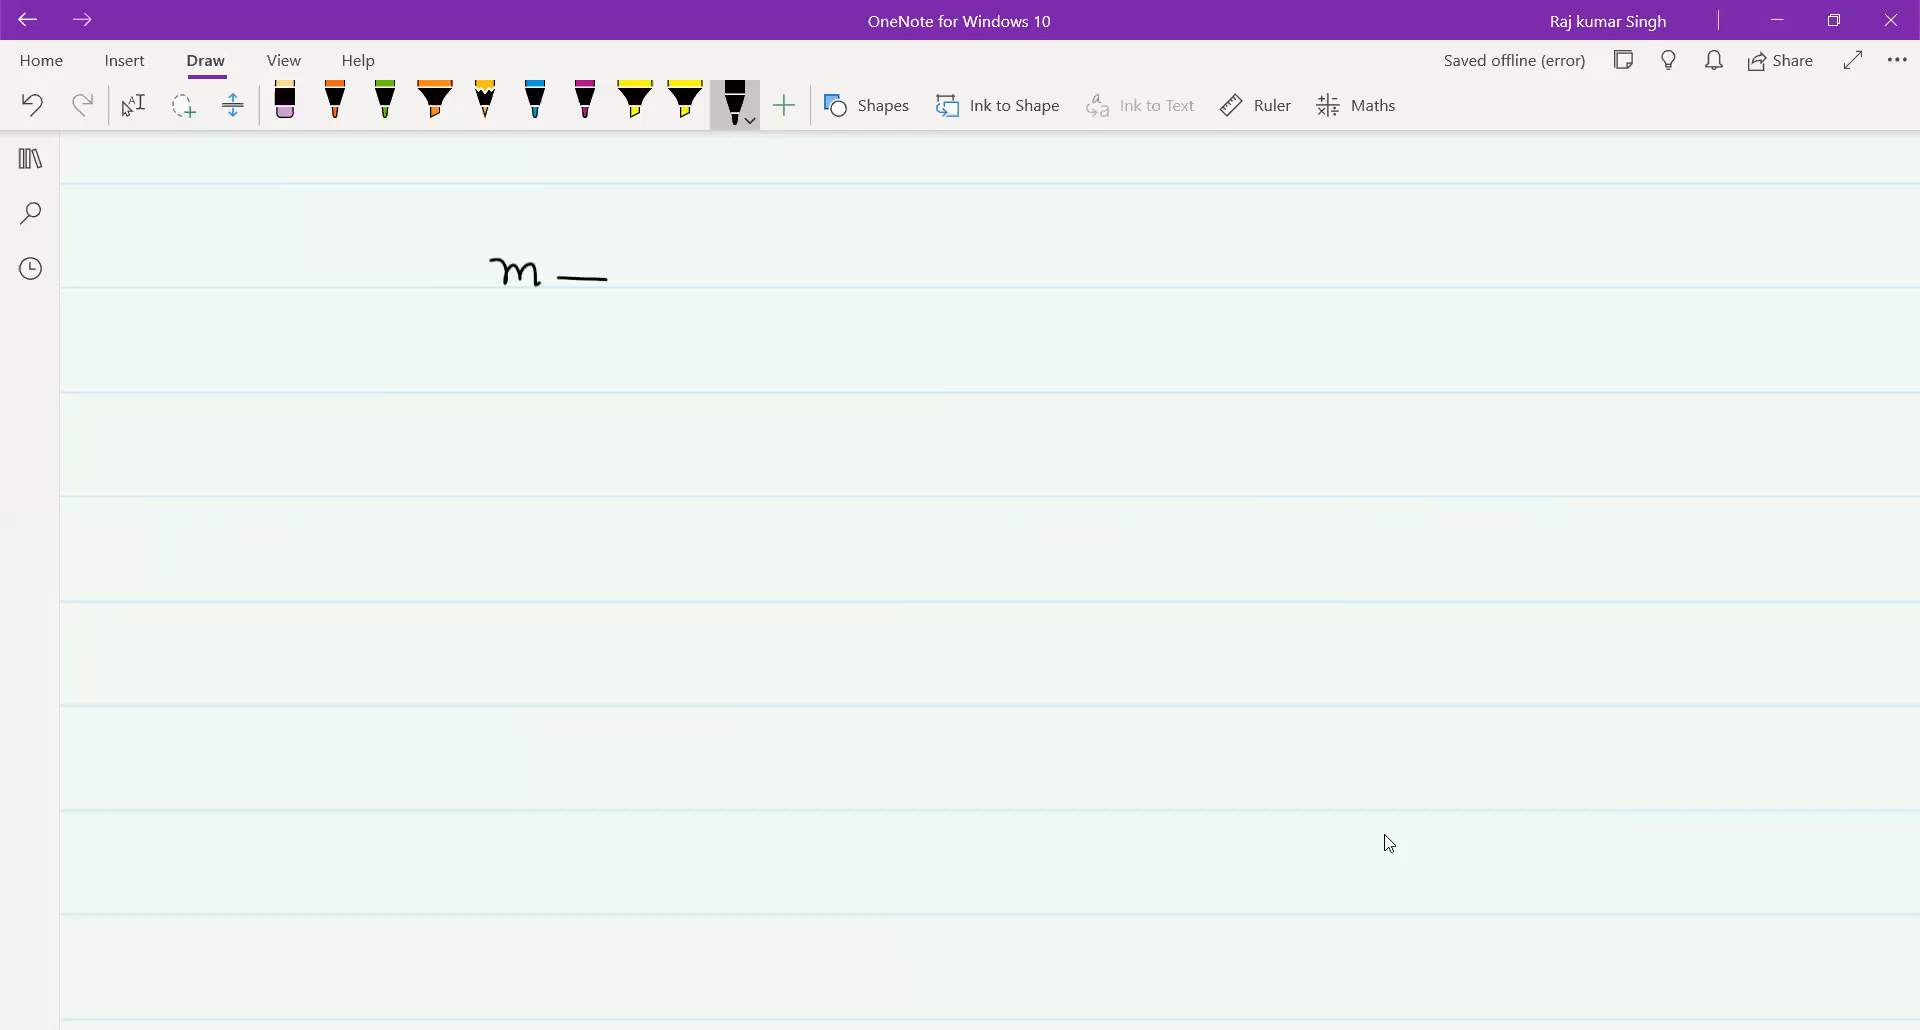 OneNote for Windows 10 Raj kumar Singh
Home Insert Draw View Help Saved offline (error) Share
Shapes Ink to Shape Ink to Text Ruler Maths
m —